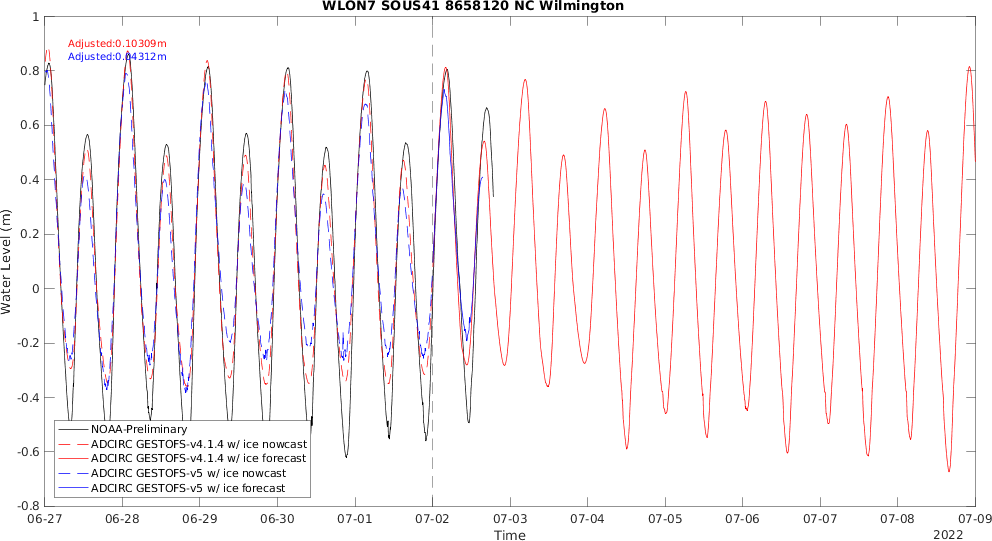 WLON7 SOUS41 8658120 NC Wilmington
Adjusted:0.10309m
Adjusted:0.04312m
Water Level (m)
1
0.8
0.6
0.4
0.2
0
-0.2
-0.4
-0.6
-0.8
NOAA-Preliminary
ADCIRC GESTOFS-v4.1.4 w/ ice nowcast
ADCIRC GESTOFS-v4.1.4 w/ ice forecast
ADCIRC GESTOFS-v5 w/ ice nowcast
ADCIRC GESTOFS-v5 w/ ice forecast
06-27 06-28 06-29 06-30 07-01 07-02 07-03 07-04 07-05 07-06 07-07 07-08 07-09
Time
2022